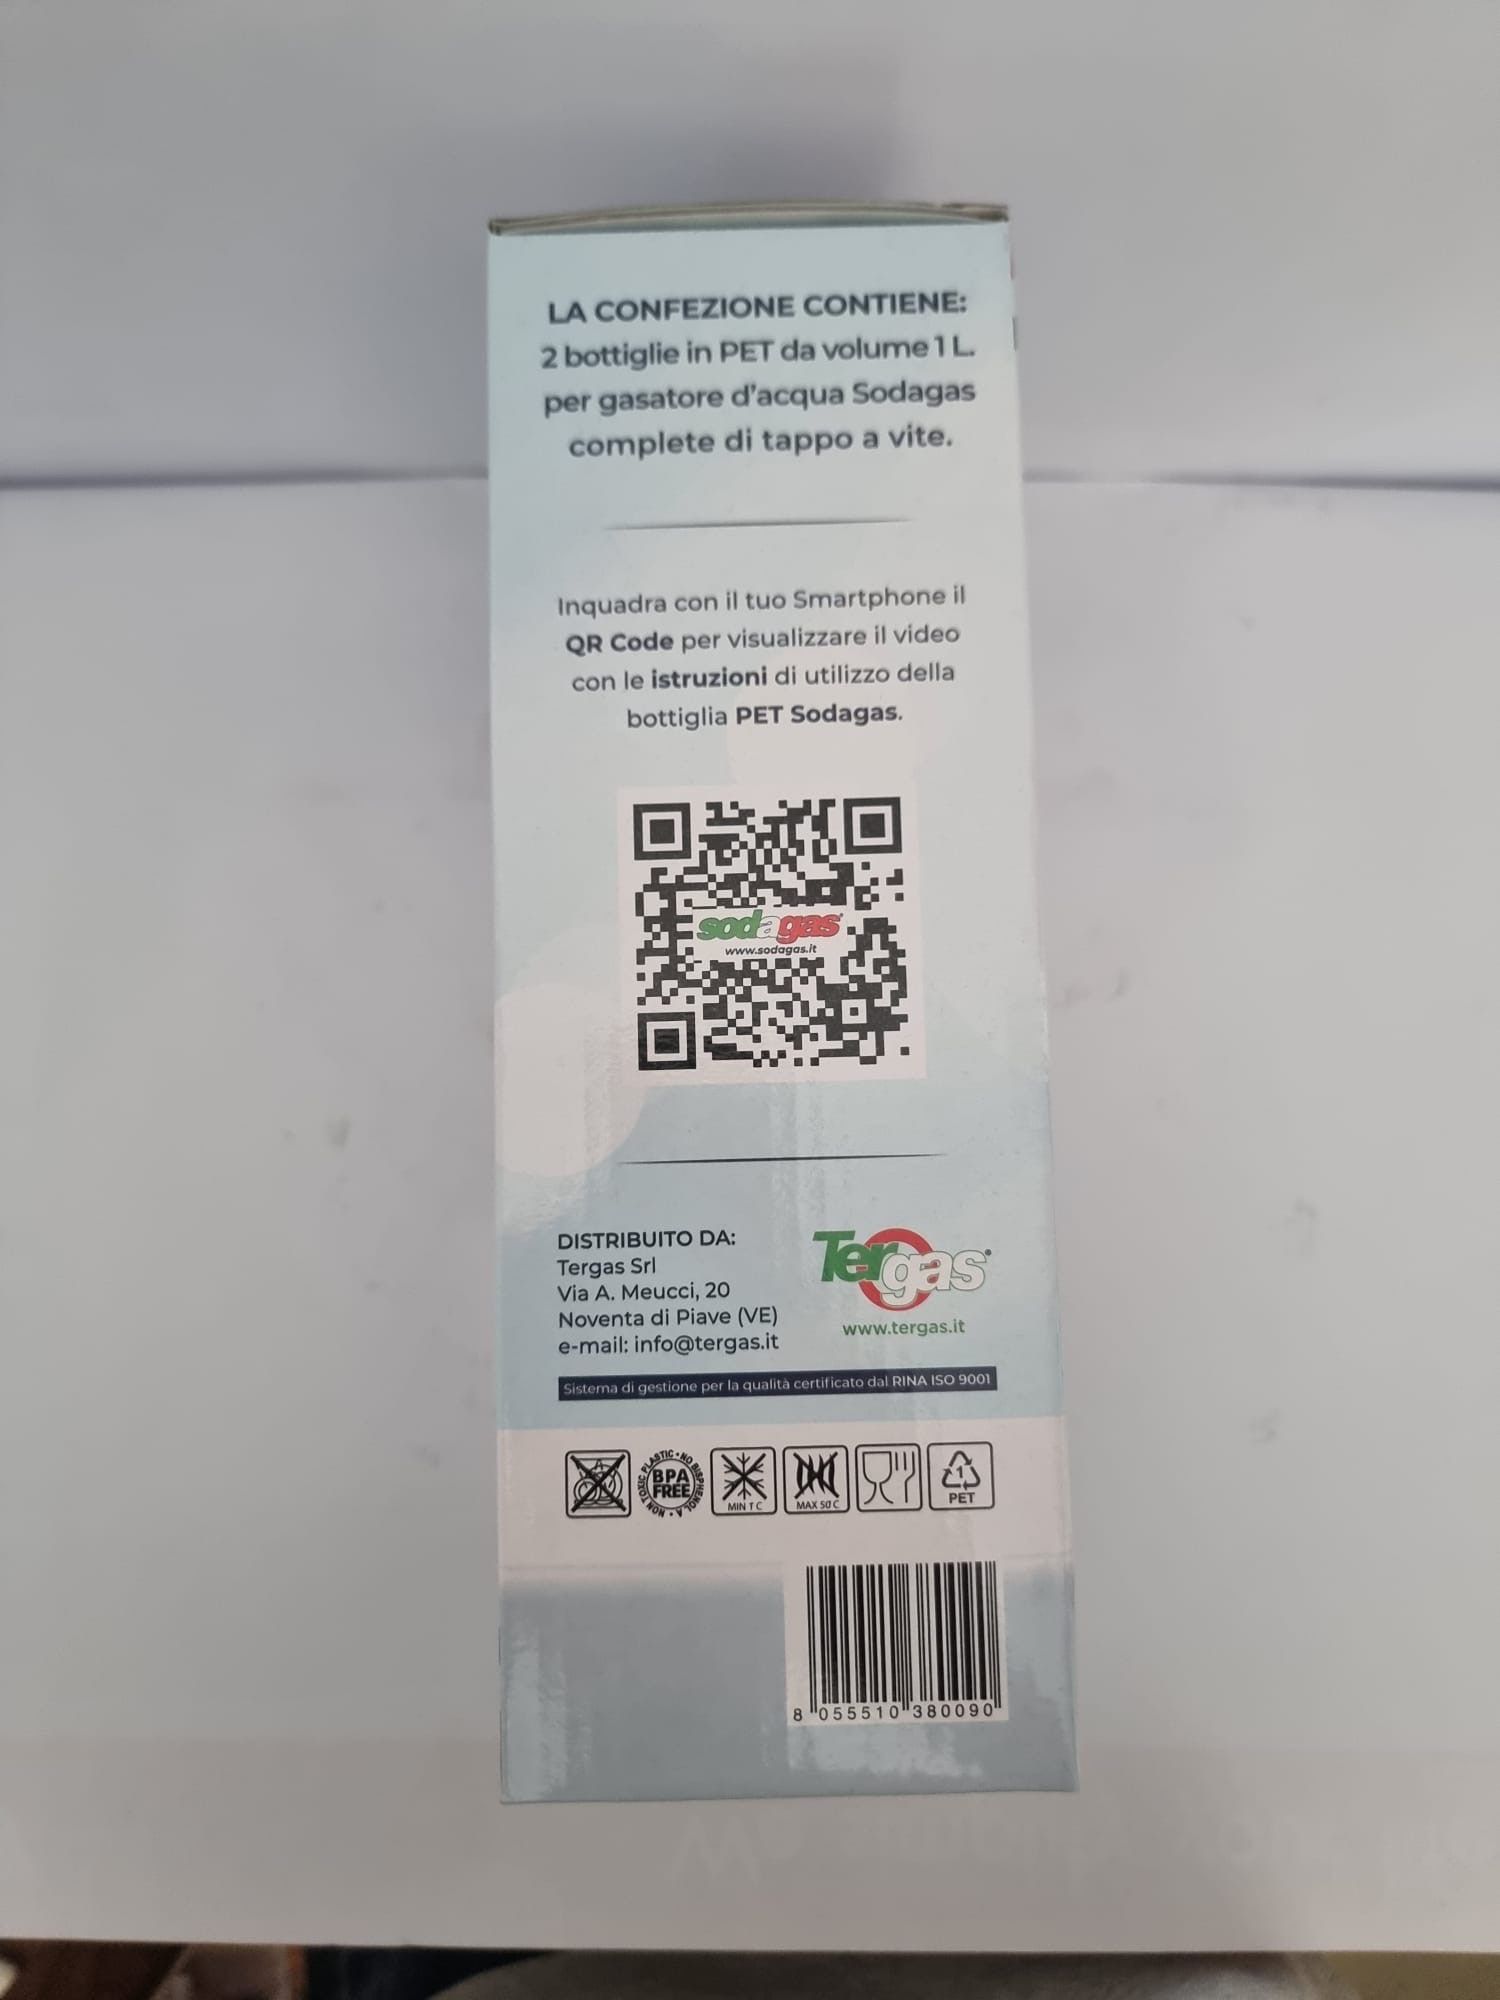 LA CONFEZIONE CONTIENE:
2 bottiglie in PET da volume 1 L.
per gasatore d'acqua Sodagas
complete di tappo a vite.
Inquadra con il tuo Smartphone il
QR Code per visualizzare il video
con le istruzioni di utilizzo della
bottiglia PET Sodagas.
sodagas®
www.sodagas.it
DISTRIBUITO DA:
Tergas Srl
Via A. Meucci, 20
Noventa di Piave (VE)
e-mail: info@tergas.it
Tergas®
www.tergas.it
Sistema di gestione per la qualità certificato dal RINA ISO 9001
NON TOXIC PLASTIC • NO BISPHENOL A •
BPA
FREE
MIN 1 C
MAX 50 C
1
PET
8 055510 380090